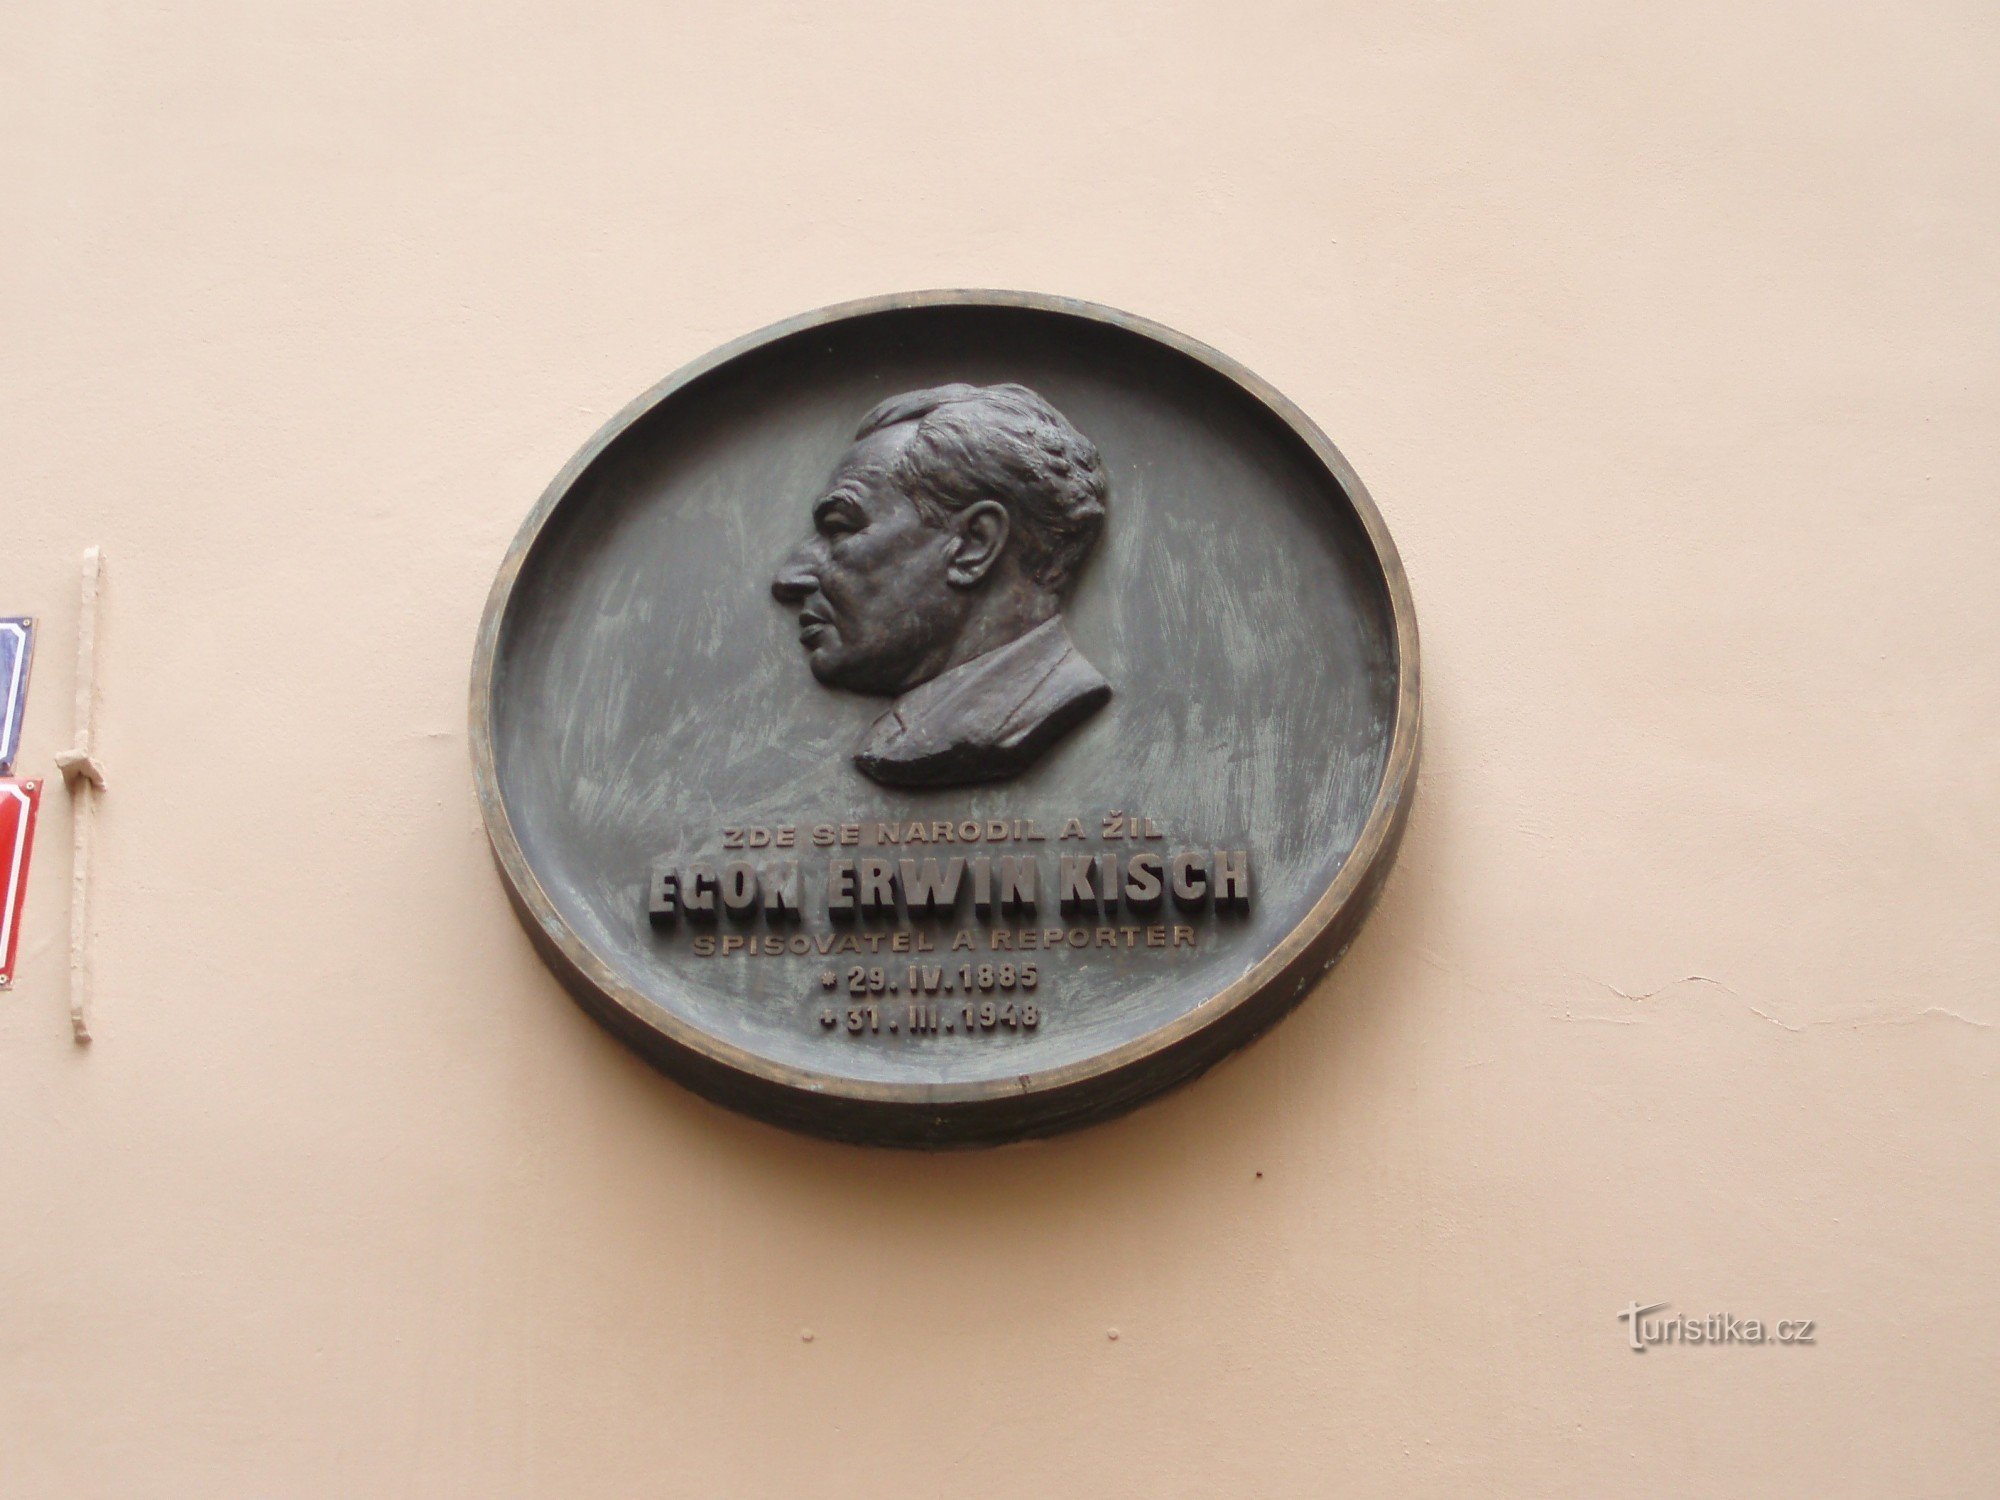 ZDE SE NARODIL A ŽIL
EGON ERWIN KISCH
SPISOVATEL A REPORTER
* 29. IV. 1885
+ 31. III. 1948
Turistika.cz